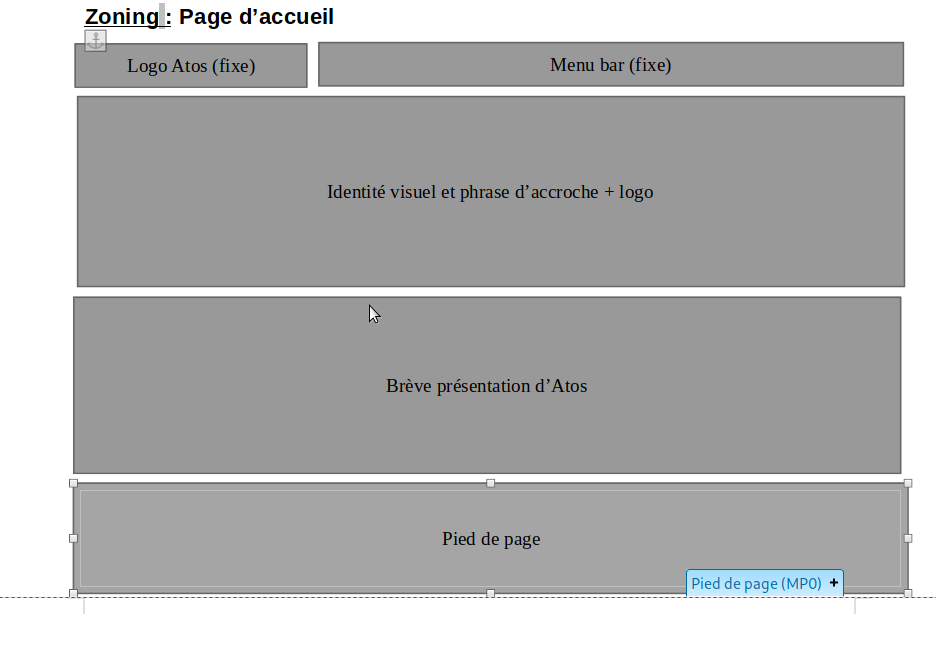 Zoning : Page d’accueil
Logo Atos (fixe)
Menu bar (fixe)
Identité visuel et phrase d’accroche + logo
Brève présentation d’Atos
Pied de page
Pied de page (MP0) +